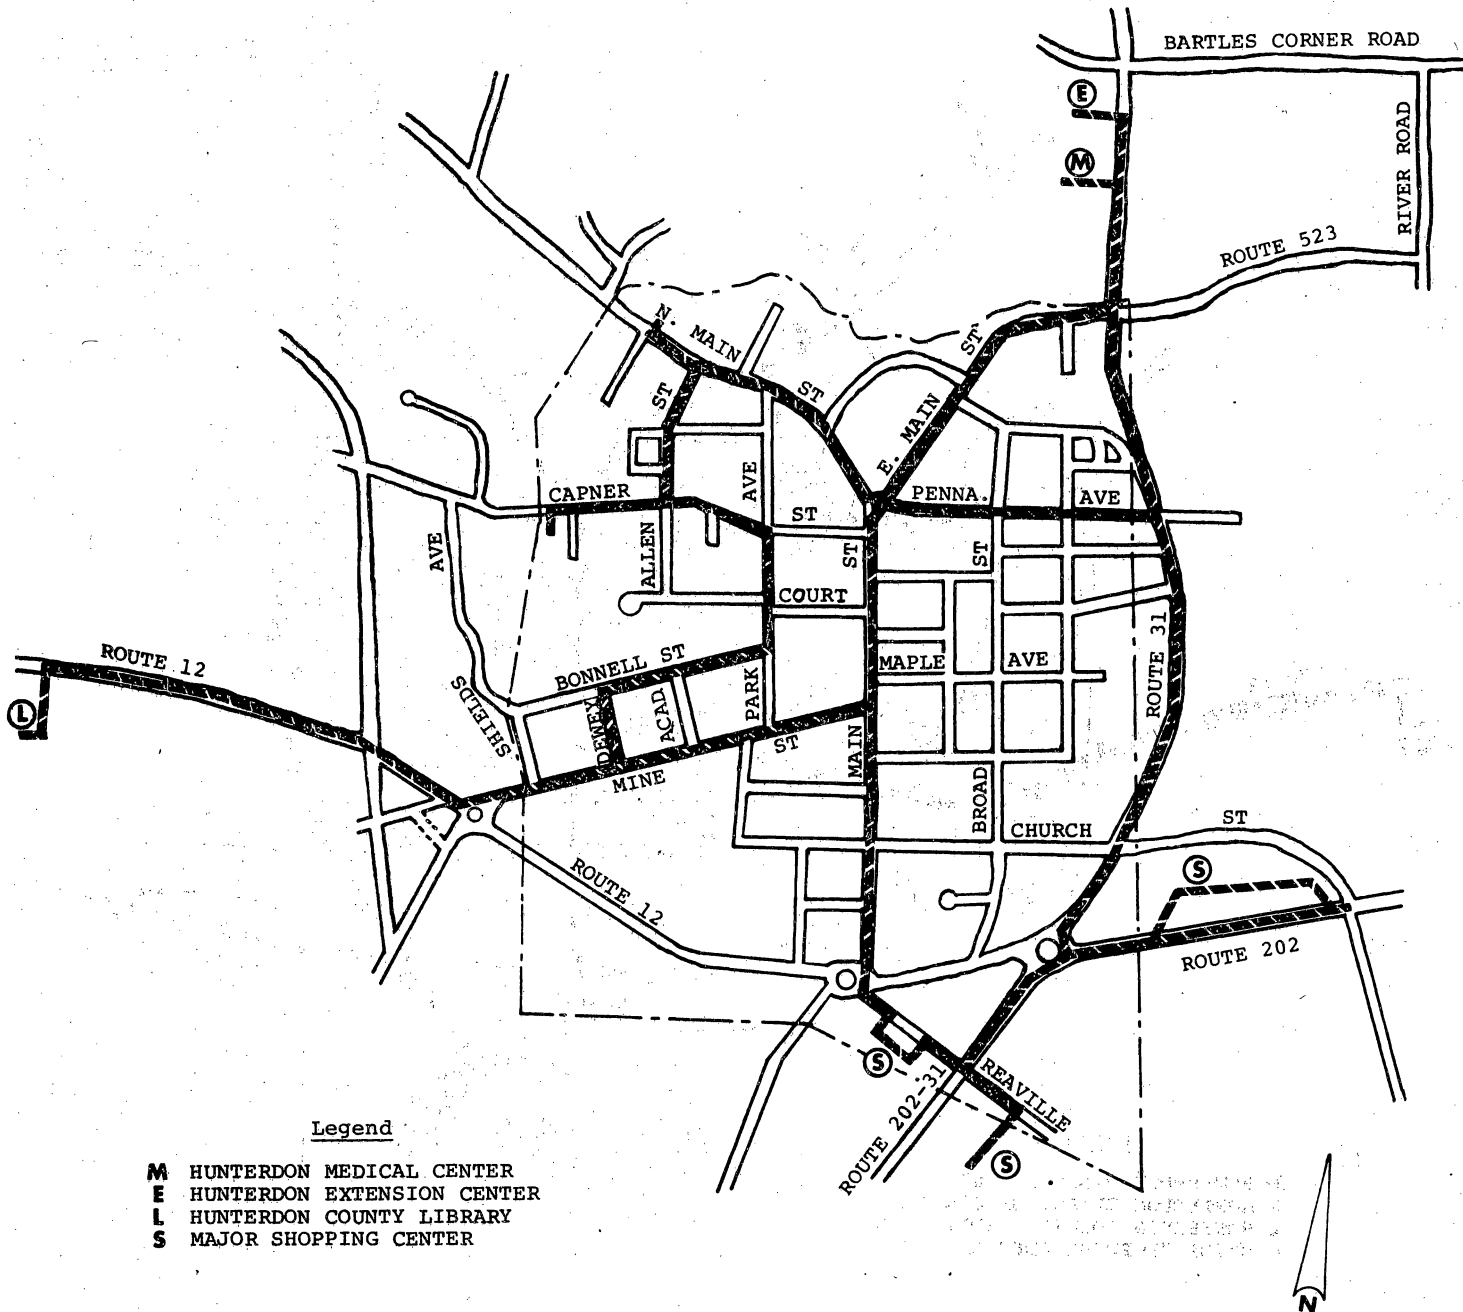 BARTLES CORNER ROAD
E
RIVER ROAD
M
ROUTE 523
N. MAIN
ST
ST
ST
E. MAIN
ST
CAPNER
AVE
PENNA.
AVE
ST
AVE
ALLEN
ST
ST
COURT
ROUTE 31
ROUTE 12
BONNELL ST
MAPLE
AVE
SHIELDS
DEWEY
ACAD
PARK
L
ST
MAIN
MINE
BROAD
CHURCH
ST
S
ROUTE 12
ROUTE 202
S
REAVILLE
ROUTE 202-31
S
Legend
M HUNTERDON MEDICAL CENTER
E HUNTERDON EXTENSION CENTER
L HUNTERDON COUNTY LIBRARY
S MAJOR SHOPPING CENTER
N